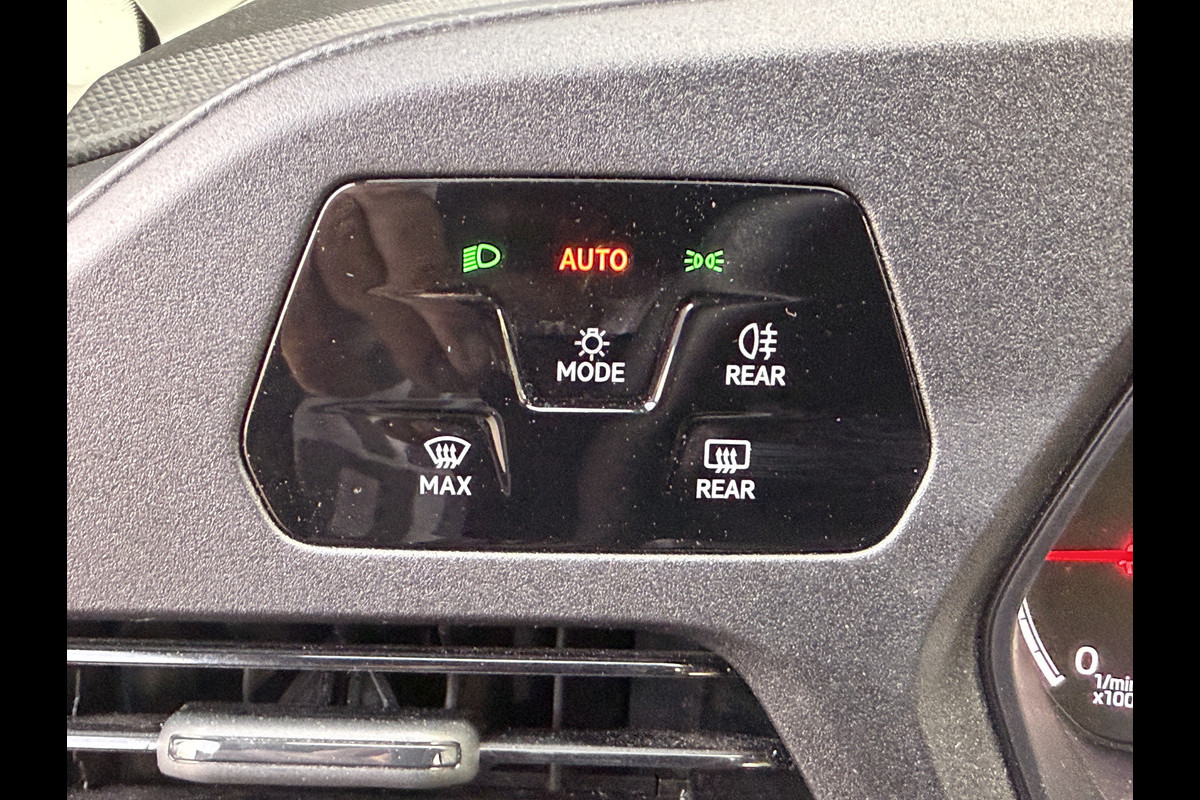 AUTO
MODE
REAR
MAX
REAR
0
1/min
x100